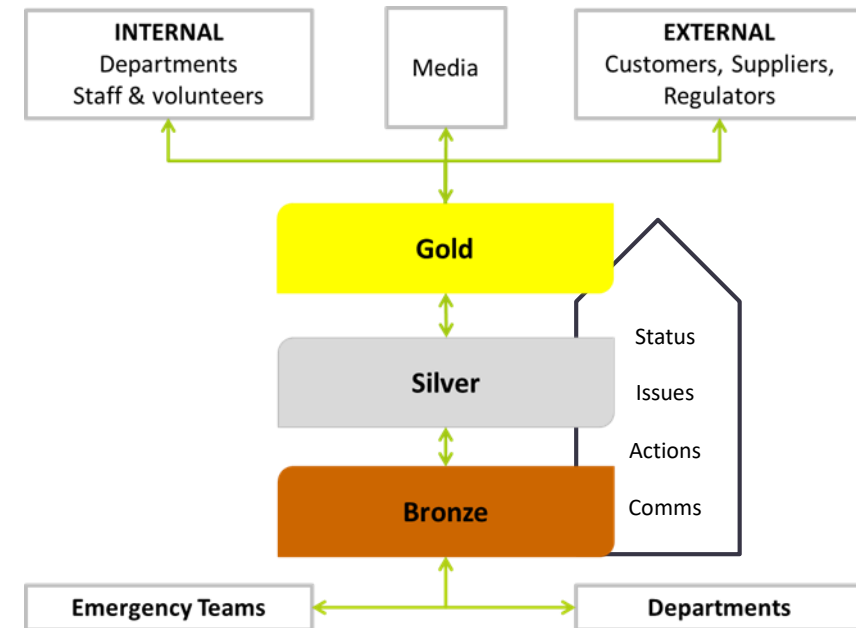 INTERNAL
Departments
Staff & volunteers
Media
EXTERNAL
Customers, Suppliers,
Regulators
Gold
Silver
Bronze
Status
Issues
Actions
Comms
Emergency Teams
Departments